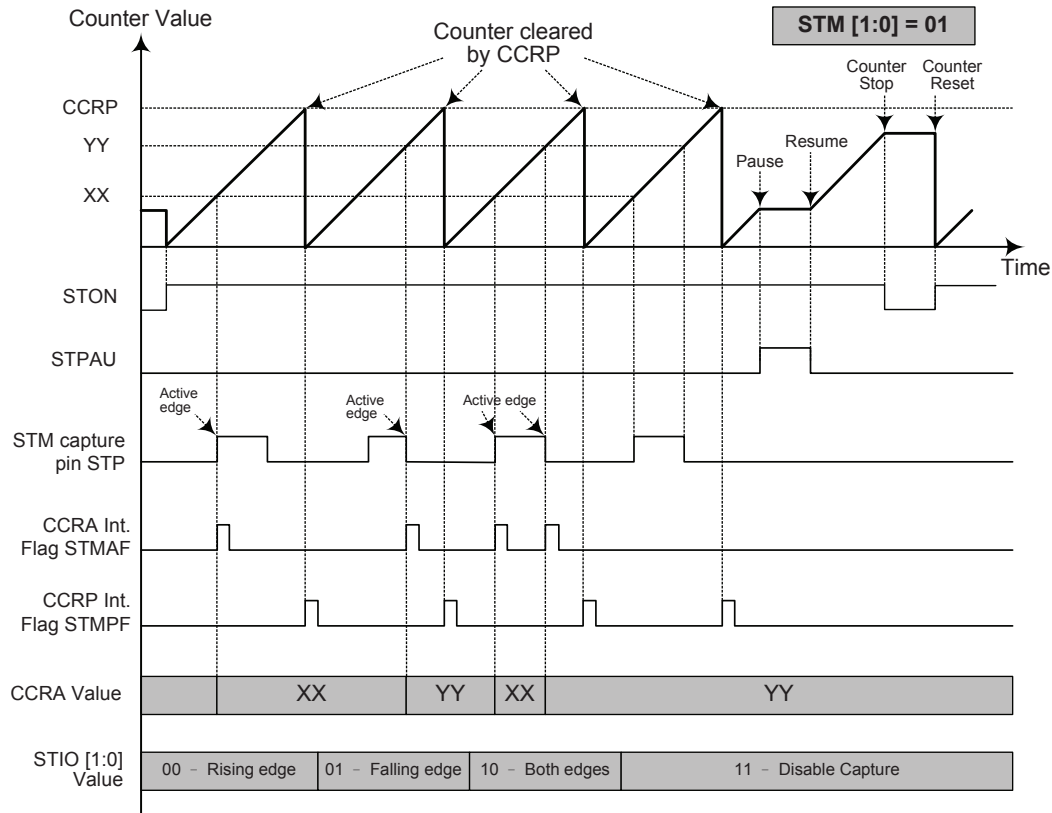 Counter Value
STM [1:0] = 01
Counter cleared
by CCRP
Counter
Stop
Counter
Reset
CCRP
YY
XX
Pause
Resume
Time
STON
STPAU
Active
edge
Active
edge
Active edge
STM capture
pin STP
CCRA Int.
Flag STMAF
CCRP Int.
Flag STMPF
CCRA Value
XX
YY
XX
YY
STIO [1:0]
Value
00 - Rising edge
01 - Falling edge
10 - Both edges
11 - Disable Capture